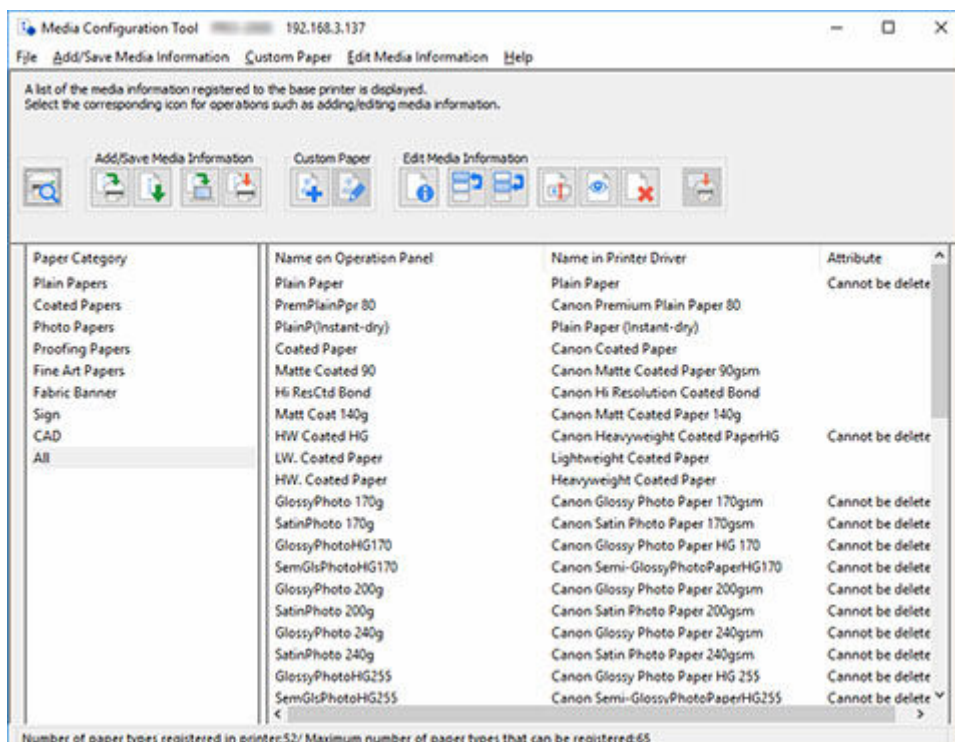 Media Configuration Tool 192.168.3.137
File Add/Save Media Information Custom Paper Edit Media Information Help
A list of the media information registered to the base printer is displayed.
Select the corresponding icon for operations such as adding/editing media information.
Add/Save Media Information Custom Paper Edit Media Information
Paper Category Name on Operation Panel Name in Printer Driver Attribute
Plain Papers Plain Paper Plain Paper Cannot be delete
Coated Papers PremPlainPpr 80 Canon Premium Plain Paper 80
Photo Papers PlainP(Instant-dry) Plain Paper (Instant-dry)
Proofing Papers Coated Paper Canon Coated Paper
Fine Art Papers Matte Coated 90 Canon Matte Coated Paper 90gsm
Fabric Banner Hi ResCtd Bond Canon Hi Resolution Coated Bond
Sign Matt Coat 140g Canon Matt Coated Paper 140g
CAD HW Coated HG Canon Heavyweight Coated PaperHG Cannot be delete
All LW. Coated Paper Lightweight Coated Paper
HW. Coated Paper Heavyweight Coated Paper
GlossyPhoto 170g Canon Glossy Photo Paper 170gsm Cannot be delete
SatinPhoto 170g Canon Satin Photo Paper 170gsm Cannot be delete
GlossyPhotoHG170 Canon Glossy Photo Paper HG 170 Cannot be delete
SemGlsPhotoHG170 Canon Semi-GlossyPhotoPaperHG170 Cannot be delete
GlossyPhoto 200g Canon Glossy Photo Paper 200gsm Cannot be delete
SatinPhoto 200g Canon Satin Photo Paper 200gsm Cannot be delete
GlossyPhoto 240g Canon Glossy Photo Paper 240gsm Cannot be delete
SatinPhoto 240g Canon Satin Photo Paper 240gsm Cannot be delete
GlossyPhotoHG255 Canon Glossy Photo Paper HG 255 Cannot be delete
SemGlsPhotoHG255 Canon Semi-GlossyPhotoPaperHG255 Cannot be delete
Number of paper types registered in printer:52/ Maximum number of paper types that can be registered:65